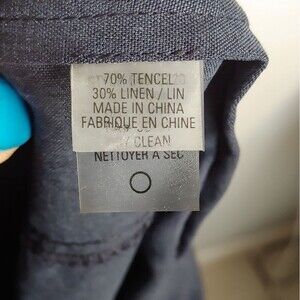 70% TENCEL
30% LINEN / LIN
MADE IN CHINA
FABRIQUE EN CHINE
CLEAN
NETTOYER A SEC